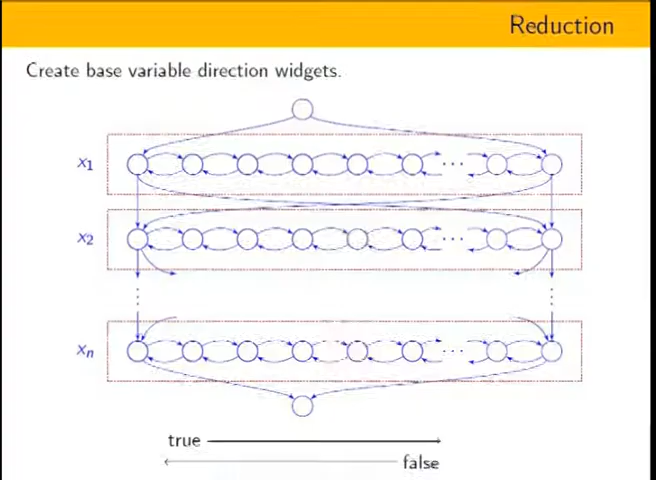 Reduction
Create base variable direction widgets.
x₁
...
x₂
...
⋮ ⋮
xₙ
...
true
false